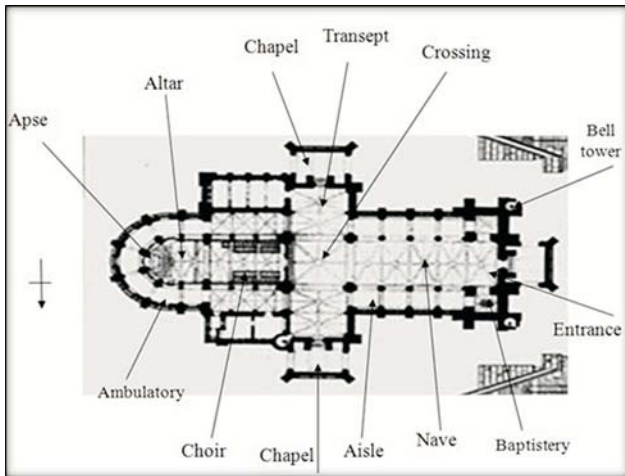 Chapel
Transept
Crossing
Altar
Apse
Bell
tower
Entrance
Ambulatory
Choir
Chapel
Aisle
Nave
Baptistery